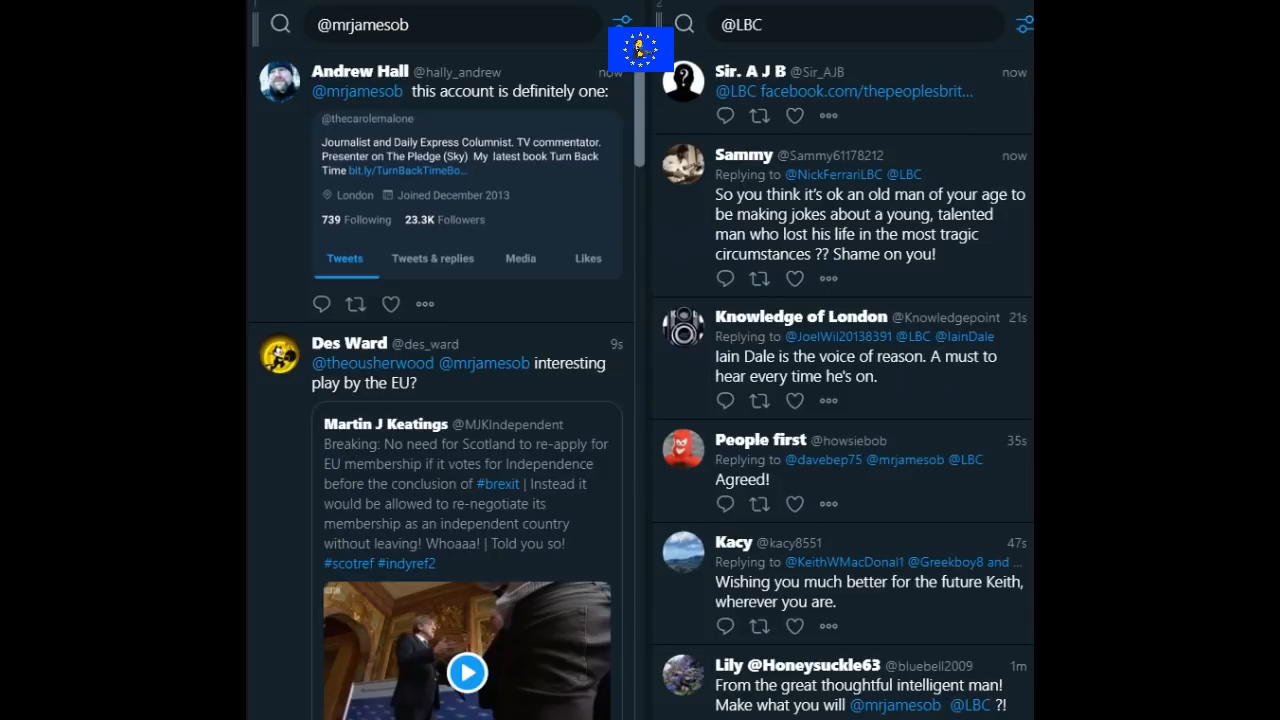 1
@mrjamesob
Andrew Hall @hally_andrew now
@mrjamesob this account is definitely one:
@thecarolemalone
Journalist and Daily Express Columnist. TV commentator.
Presenter on The Pledge (Sky) My latest book Turn Back
Time bit.ly/TurnBackTimeBo...
London Joined December 2013
739 Following 23.3K Followers
Tweets Tweets & replies Media Likes
Des Ward @des_ward 9s
@theousherwood @mrjamesob interesting
play by the EU?
Martin J Keatings @MJKIndependent
Breaking: No need for Scotland to re-apply for
EU membership if it votes for Independence
before the conclusion of #brexit | Instead it
would be allowed to re-negotiate its
membership as an independent country
without leaving! Whoaaa! | Told you so!
#scotref #indyref2
2
@LBC
Sir. A J B @Sir_AJB now
@LBC facebook.com/thepeoplesbrit...
Sammy @Sammy61178212 now
Replying to @NickFerrariLBC @LBC
So you think it's ok an old man of your age to
be making jokes about a young, talented
man who lost his life in the most tragic
circumstances ?? Shame on you!
Knowledge of London @Knowledgepoint 21s
Replying to @JoelWil20138391 @LBC @IainDale
Iain Dale is the voice of reason. A must to
hear every time he's on.
People first @howsiebob 35s
Replying to @davebep75 @mrjamesob @LBC
Agreed!
Kacy @kacy8551 47s
Replying to @KeithWMacDonal1 @Greekboy8 and ...
Wishing you much better for the future Keith,
wherever you are.
Lily @Honeysuckle63 @bluebell2009 1m
From the great thoughtful intelligent man!
Make what you will @mrjamesob @LBC ?!